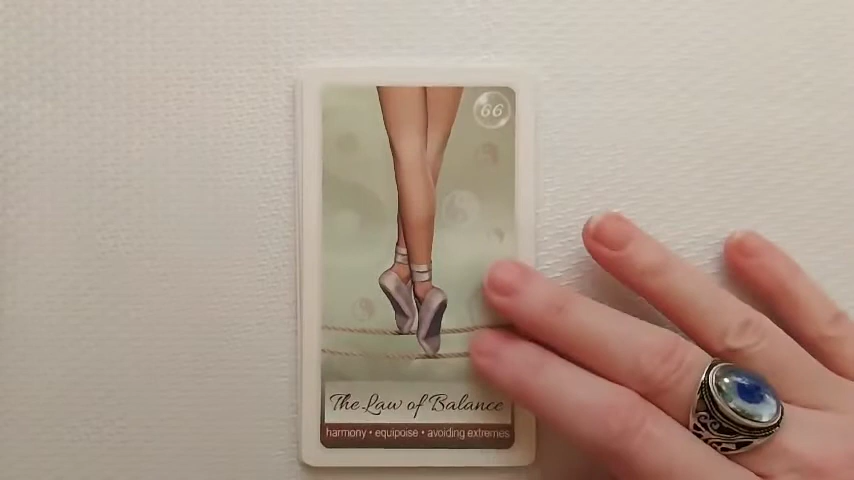 66
The Law of Balance
harmony • equipoise • avoiding extremes